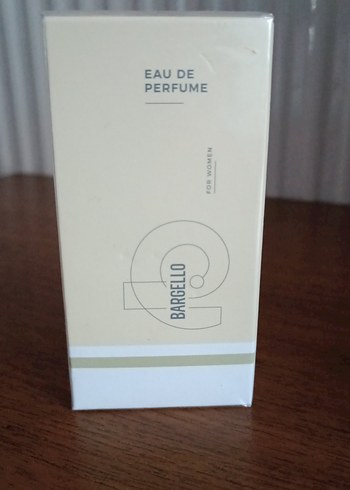 EAU DE
PERFUME
FOR WOMEN
BARGELLO